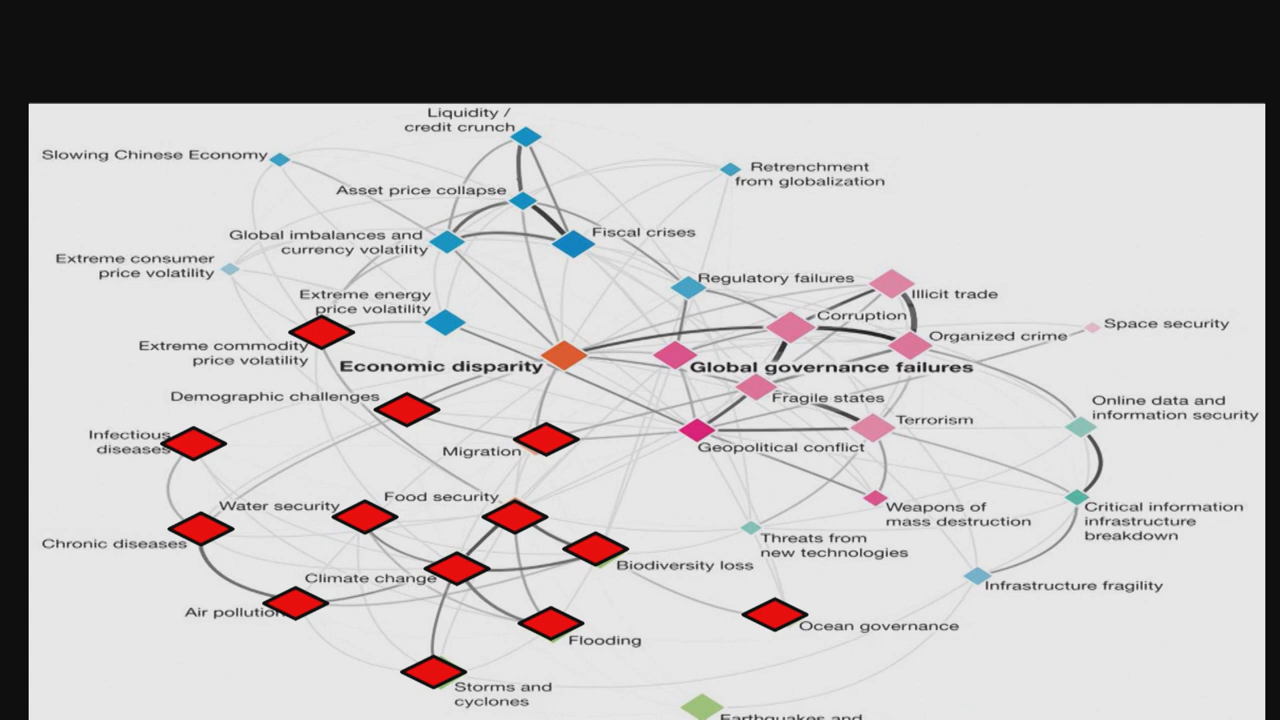 Liquidity /
credit crunch
Slowing Chinese Economy
Retrenchment
from globalization
Asset price collapse
Fiscal crises
Global imbalances and
currency volatility
Extreme consumer
price volatility
Regulatory failures
Illicit trade
Extreme energy
price volatility
Corruption
Space security
Organized crime
Extreme commodity
price volatility
Economic disparity
Global governance failures
Demographic challenges
Fragile states
Online data and
information security
Terrorism
Infectious
diseases
Migration
Geopolitical conflict
Food security
Water security
Weapons of
mass destruction
Critical information
infrastructure
breakdown
Chronic diseases
Threats from
new technologies
Biodiversity loss
Climate change
Infrastructure fragility
Air pollution
Ocean governance
Flooding
Storms and
cyclones
Earthquakes and